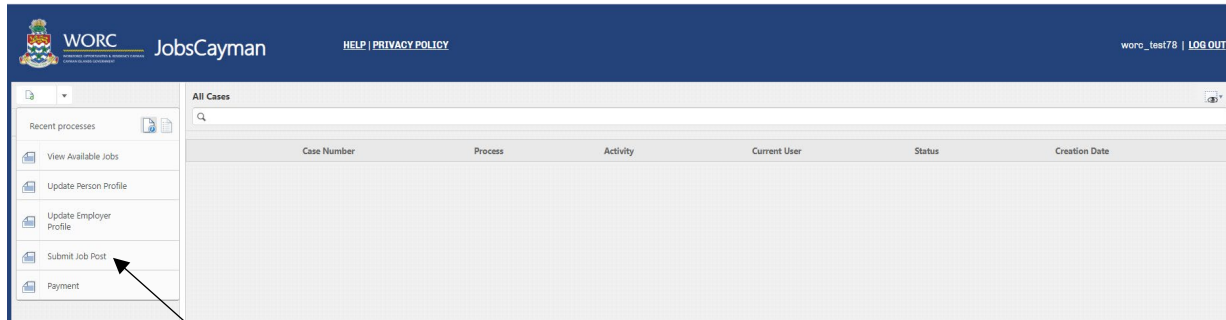 WORC
JobsCayman
HELP | PRIVACY POLICY
worc_test78 | LOG OUT
All Cases
Recent processes
View Available Jobs
Update Person Profile
Update Employer
Profile
Submit Job Post
Payment
Case Number Process Activity Current User Status Creation Date